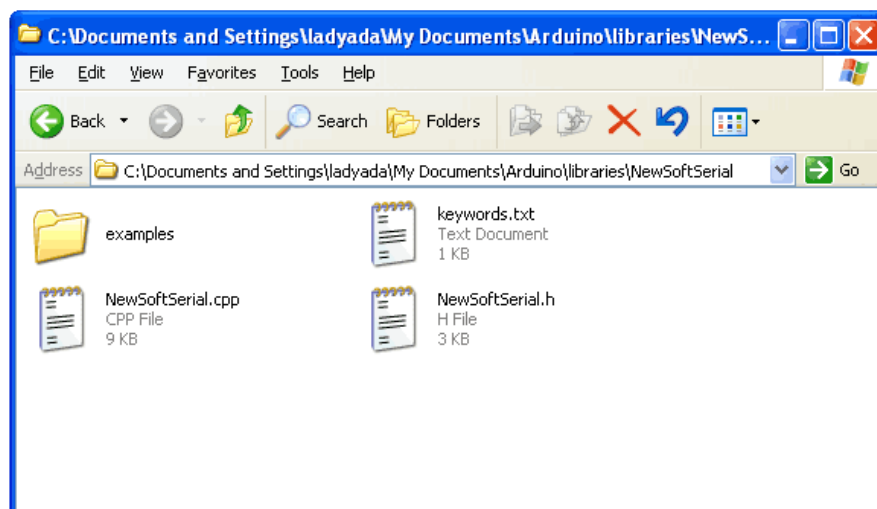 C:\Documents and Settings\ladyada\My Documents\Arduino\libraries\NewS...
File Edit View Favorites Tools Help
Back Search Folders
Address C:\Documents and Settings\ladyada\My Documents\Arduino\libraries\NewSoftSerial Go
examples
keywords.txt
Text Document
1 KB
NewSoftSerial.cpp
CPP File
9 KB
NewSoftSerial.h
H File
3 KB